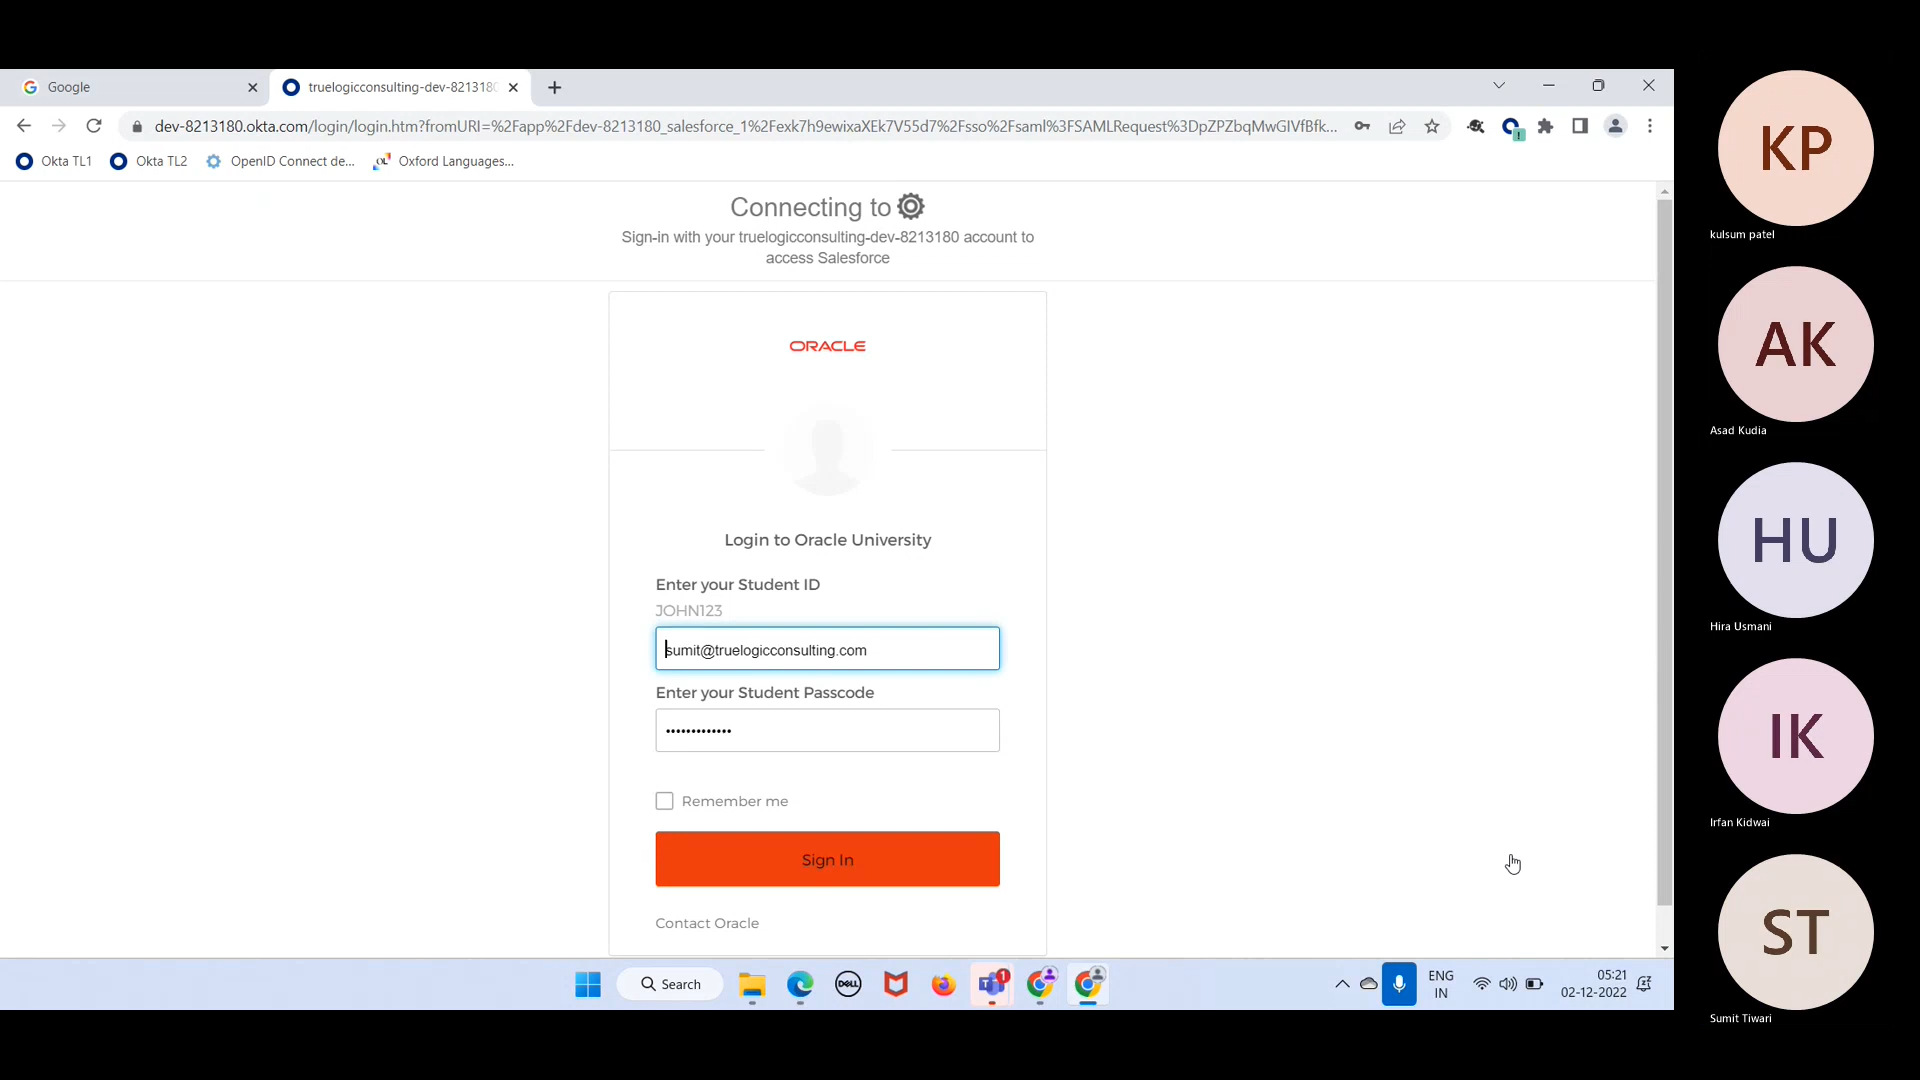 Google
truelogicconsulting-dev-8213180
dev-8213180.okta.com/login/login.htm?fromURI=%2Fapp%2Fdev-8213180_salesforce_1%2Fexk7h9ewixaXEk7V55d7%2Fsso%2Fsaml%3FSAMLRequest%3DpZPZbqMwGIVfBfk...
Okta TL1
Okta TL2
OpenID Connect de...
OL
Oxford Languages...
Connecting to
Sign-in with your truelogicconsulting-dev-8213180 account to
access Salesforce
ORACLE
Login to Oracle University
Enter your Student ID
JOHN123
sumit@truelogicconsulting.com
Enter your Student Passcode
•••••••••••••
Remember me
Sign In
Contact Oracle
Search
DELL
1
ENG
IN
05:21
02-12-2022
KP
kulsum patel
AK
Asad Kudia
HU
Hira Usmani
IK
Irfan Kidwai
ST
Sumit Tiwari